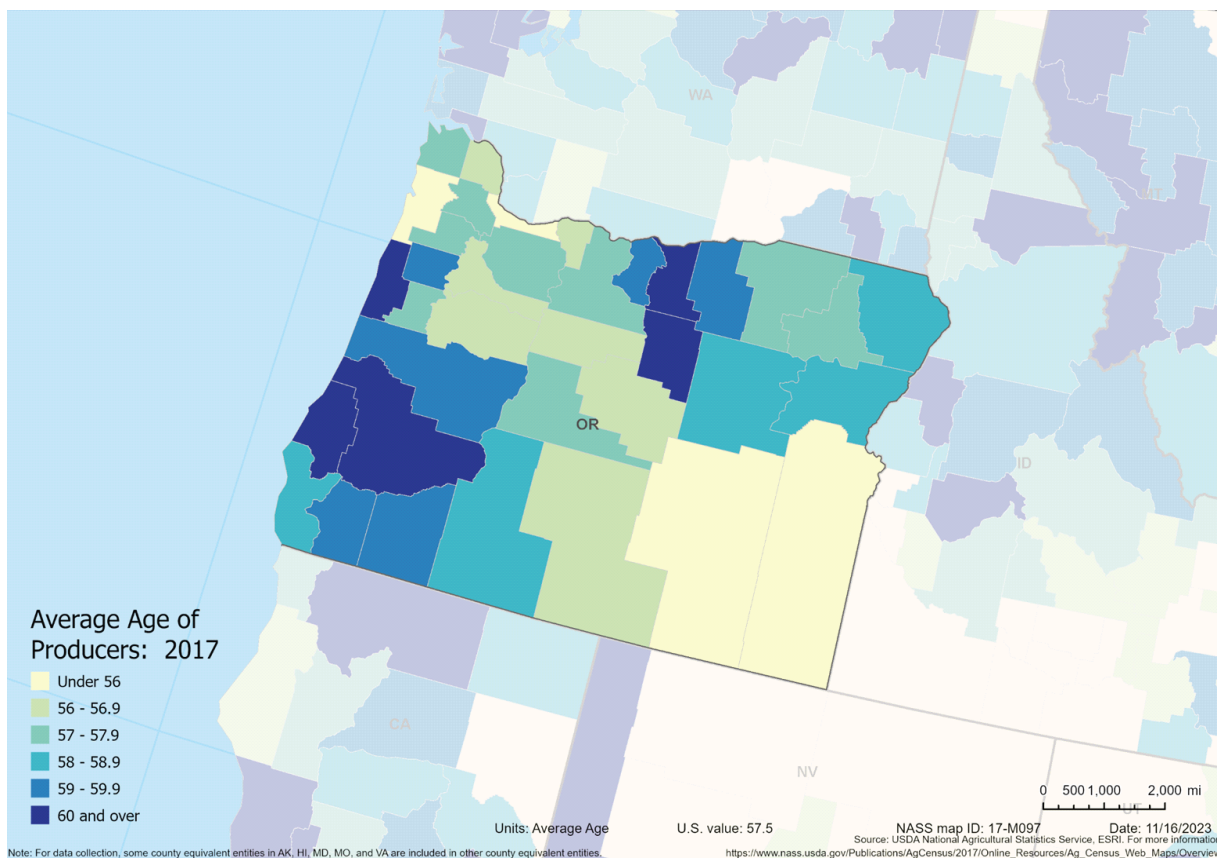 WA
MT
OR
ID
CA
NV
UT
Average Age of
Producers: 2017
Under 56
56 - 56.9
57 - 57.9
58 - 58.9
59 - 59.9
60 and over
0 500 1,000 2,000 mi
Units: Average Age U.S. value: 57.5 NASS map ID: 17-M097 Date: 11/16/2023
Source: USDA National Agricultural Statistics Service, ESRI. For more information
Note: For data collection, some county equivalent entities in AK, HI, MD, MO, and VA are included in other county equivalent entities. https://www.nass.usda.gov/Publications/AgCensus/2017/Online_Resources/Ag_Census_Web_Maps/Overview